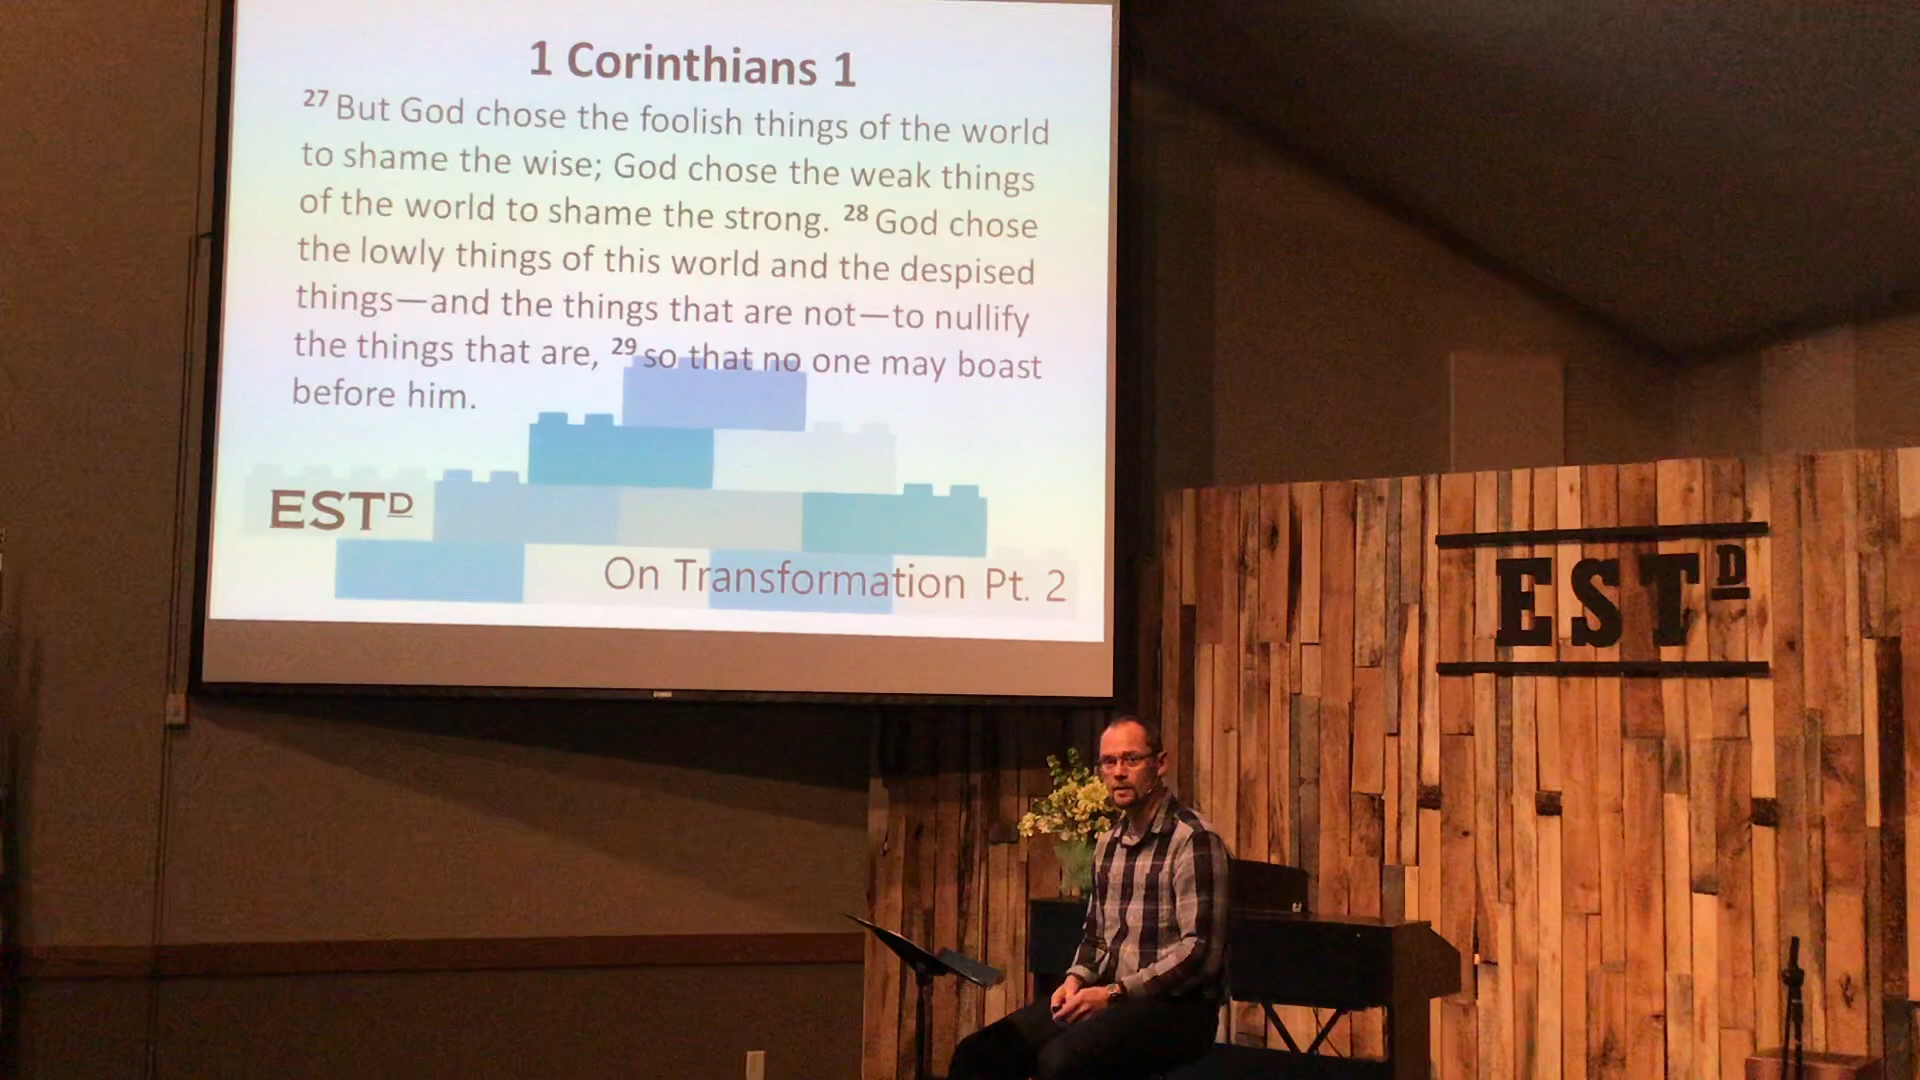 1 Corinthians 1
27 But God chose the foolish things of the world
to shame the wise; God chose the weak things
of the world to shame the strong. 28 God chose
the lowly things of this world and the despised
things—and the things that are not—to nullify
the things that are, 29 so that no one may boast
before him.
ESTD
On Transformation Pt. 2
ESTD